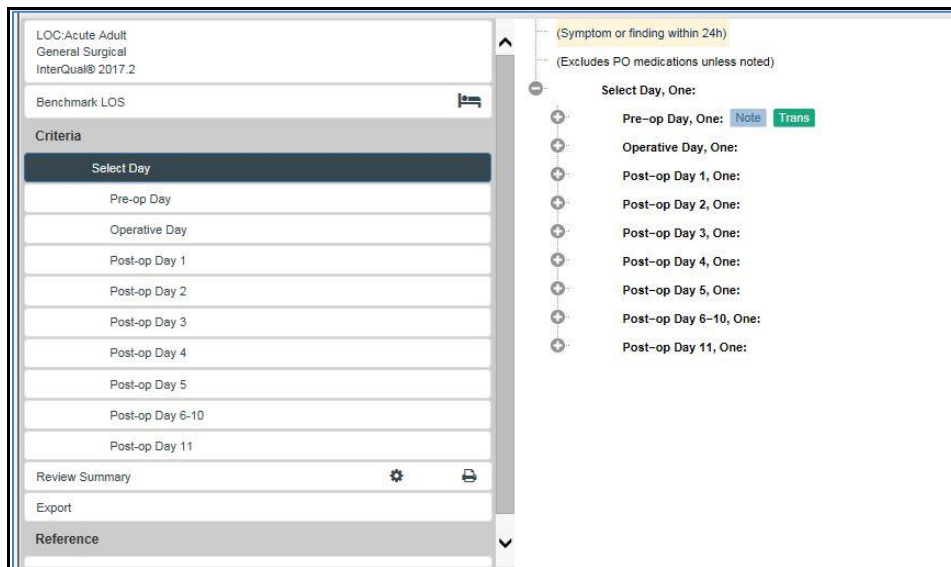 LOC:Acute Adult
General Surgical
InterQual® 2017.2
Benchmark LOS
Criteria
Select Day
Pre-op Day
Operative Day
Post-op Day 1
Post-op Day 2
Post-op Day 3
Post-op Day 4
Post-op Day 5
Post-op Day 6-10
Post-op Day 11
Review Summary
Export
Reference
(Symptom or finding within 24h)
(Excludes PO medications unless noted)
Select Day, One:
Pre-op Day, One: Note Trans
Operative Day, One:
Post-op Day 1, One:
Post-op Day 2, One:
Post-op Day 3, One:
Post-op Day 4, One:
Post-op Day 5, One:
Post-op Day 6-10, One:
Post-op Day 11, One: